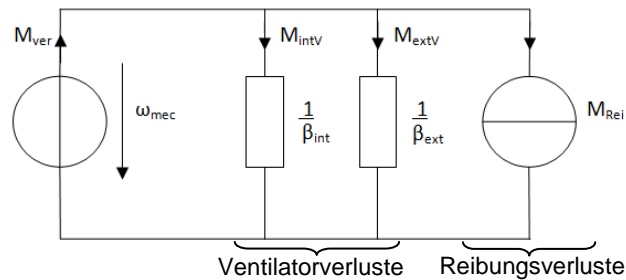 M_ver
M_intV
M_extV
ω_mec
1
β_int
1
β_ext
M_Rei
Ventilatorverluste
Reibungsverluste